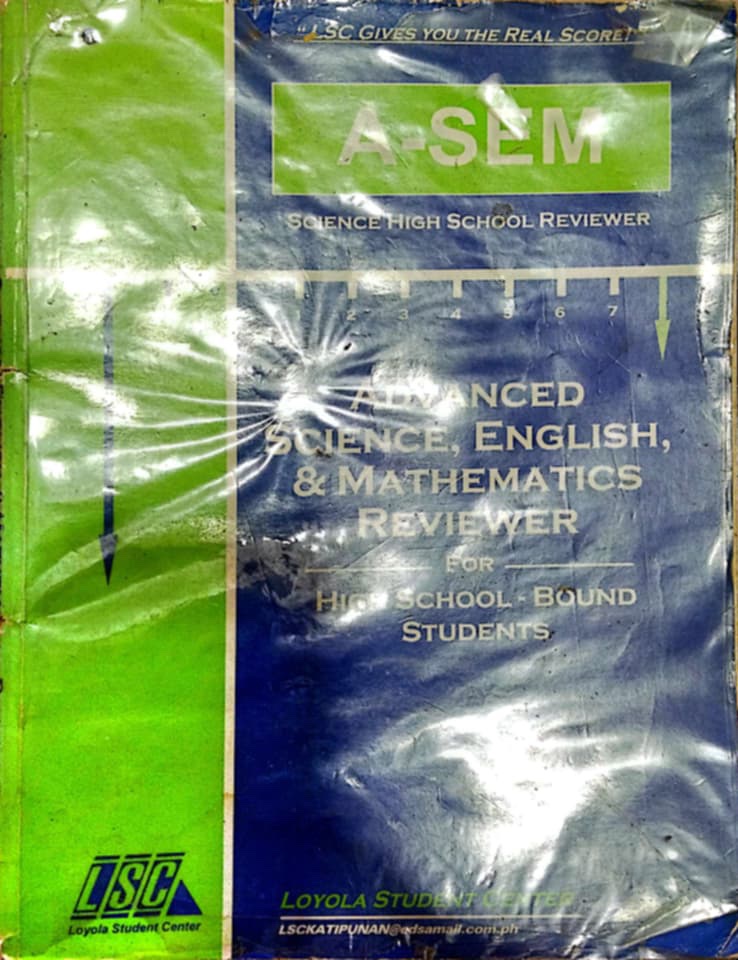 "LSC GIVES YOU THE REAL SCORE!"
A-SEM
SCIENCE HIGH SCHOOL REVIEWER
2 3 4 5 6 7
ADVANCED
SCIENCE, ENGLISH,
& MATHEMATICS
REVIEWER
FOR
HIGH SCHOOL - BOUND
STUDENTS
LSC
Loyola Student Center
LOYOLA STUDENT CENTER
LSCKATIPUNAN@edsamail.com.ph